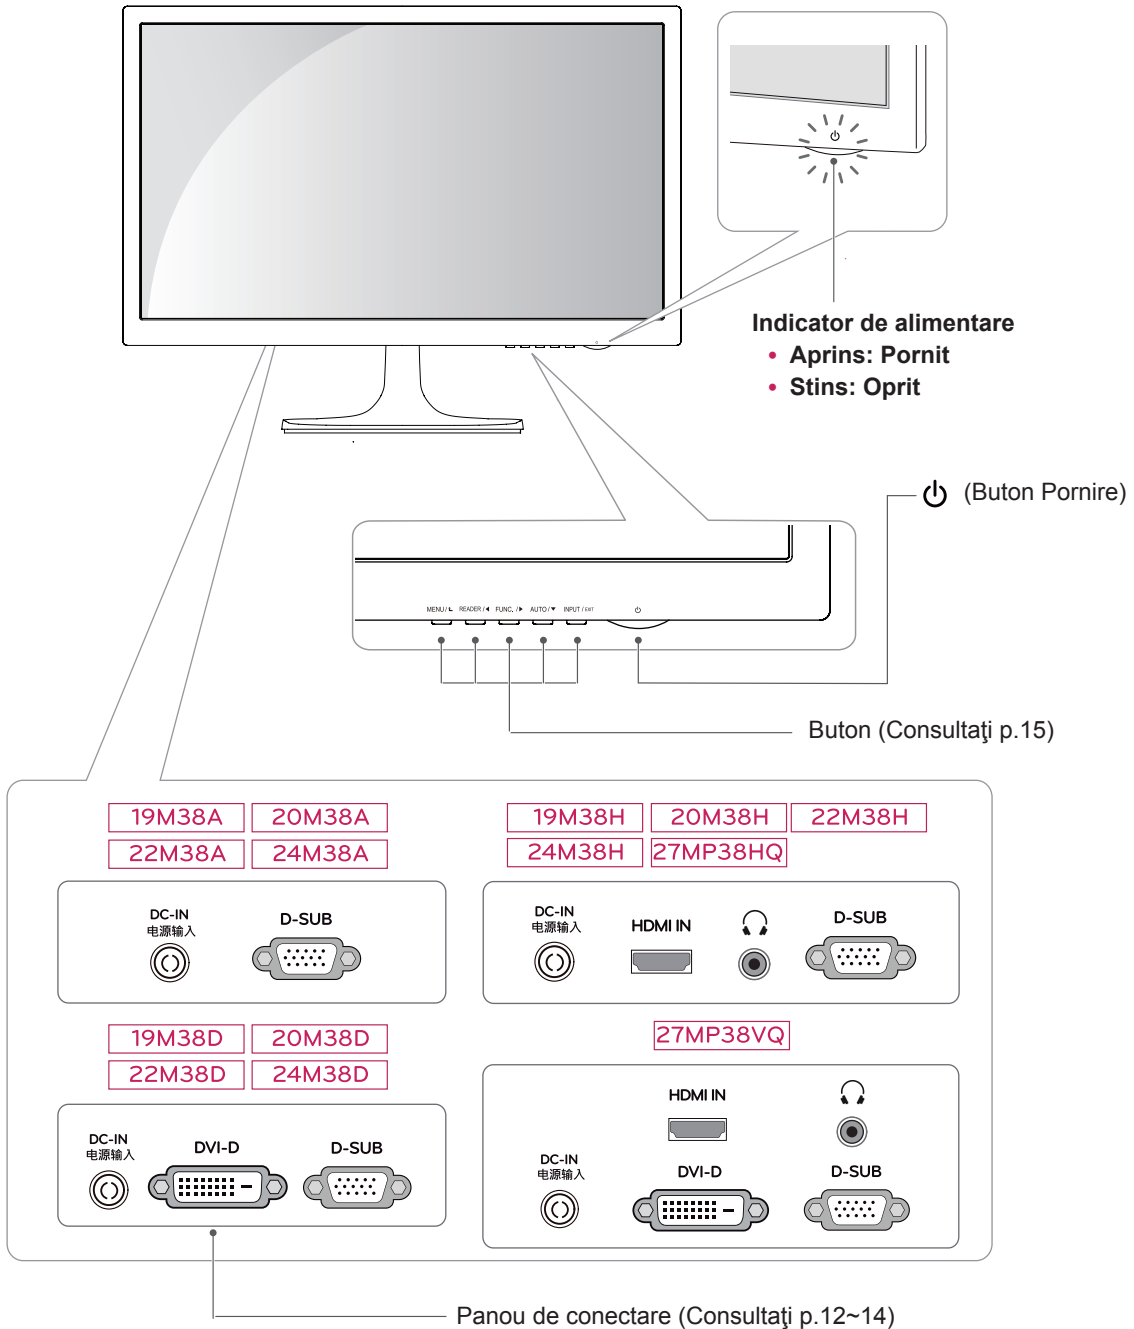 Indicator de alimentare
• Aprins: Pornit
• Stins: Oprit
(Buton Pornire)
MENU / READER / ◀ FUNC. / ▶ AUTO / ▼ INPUT / EXIT
Buton (Consultaţi p.15)
19M38A 20M38A
22M38A 24M38A
DC-IN
电源输入
D-SUB
19M38H 20M38H 22M38H
24M38H 27MP38HQ
DC-IN
电源输入
HDMI IN
D-SUB
19M38D 20M38D
22M38D 24M38D
DC-IN
电源输入
DVI-D
D-SUB
27MP38VQ
HDMI IN
DC-IN
电源输入
DVI-D
D-SUB
Panou de conectare (Consultaţi p.12~14)